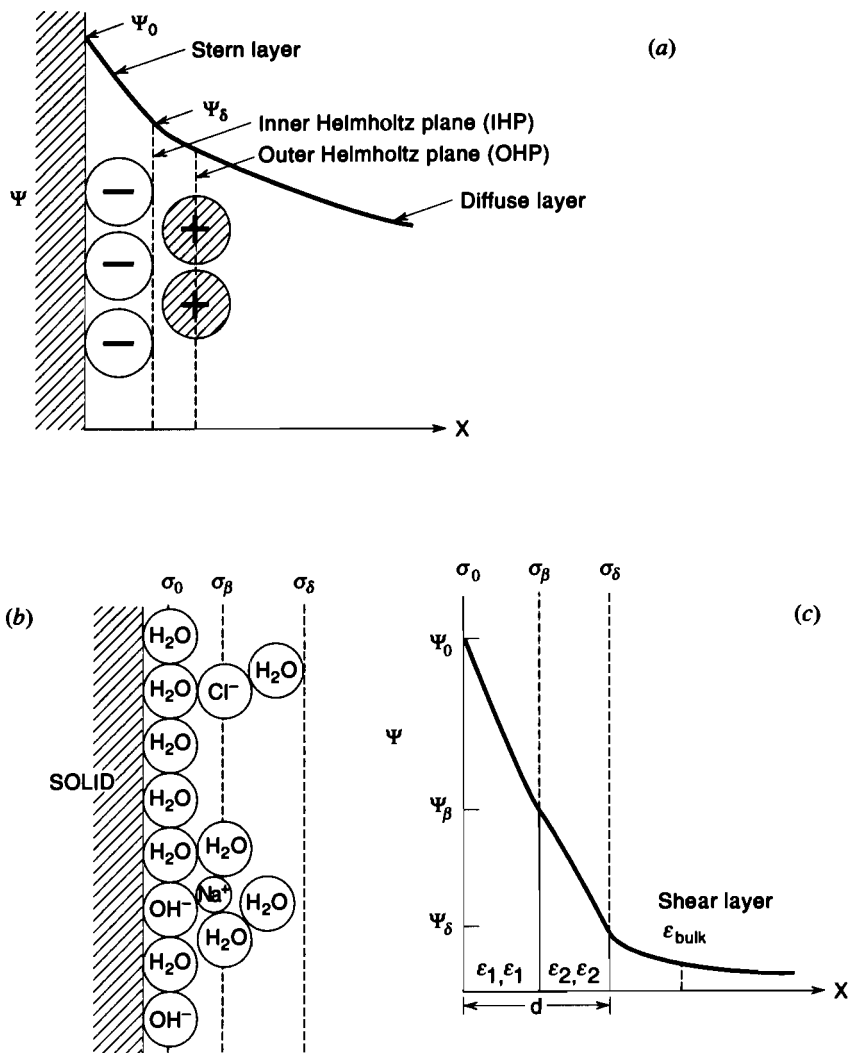 Ψ0
(a)
Stern layer
Ψδ
Inner Helmholtz plane (IHP)
Outer Helmholtz plane (OHP)
Ψ
Diffuse layer
−
−
−
+
+
X
(b)
σ0
σβ
σδ
H2O
H2O
Cl−
H2O
H2O
SOLID
H2O
H2O
H2O
Na+
H2O
OH−
H2O
H2O
OH−
(c)
σ0
σβ
σδ
Ψ0
Ψ
Ψβ
Ψδ
Shear layer
εbulk
ε1,ε1
ε2,ε2
X
d